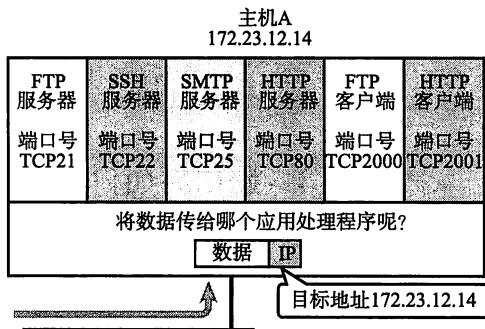 主机A
172.23.12.14
FTP SSH SMTP HTTP FTP HTTP
服务器 服务器 服务器 服务器 客户端 客户端
端口号 端口号 端口号 端口号 端口号 端口号
TCP21 TCP22 TCP25 TCP80 TCP2000 TCP2001
将数据传给哪个应用处理程序呢?
数据 IP
目标地址172.23.12.14